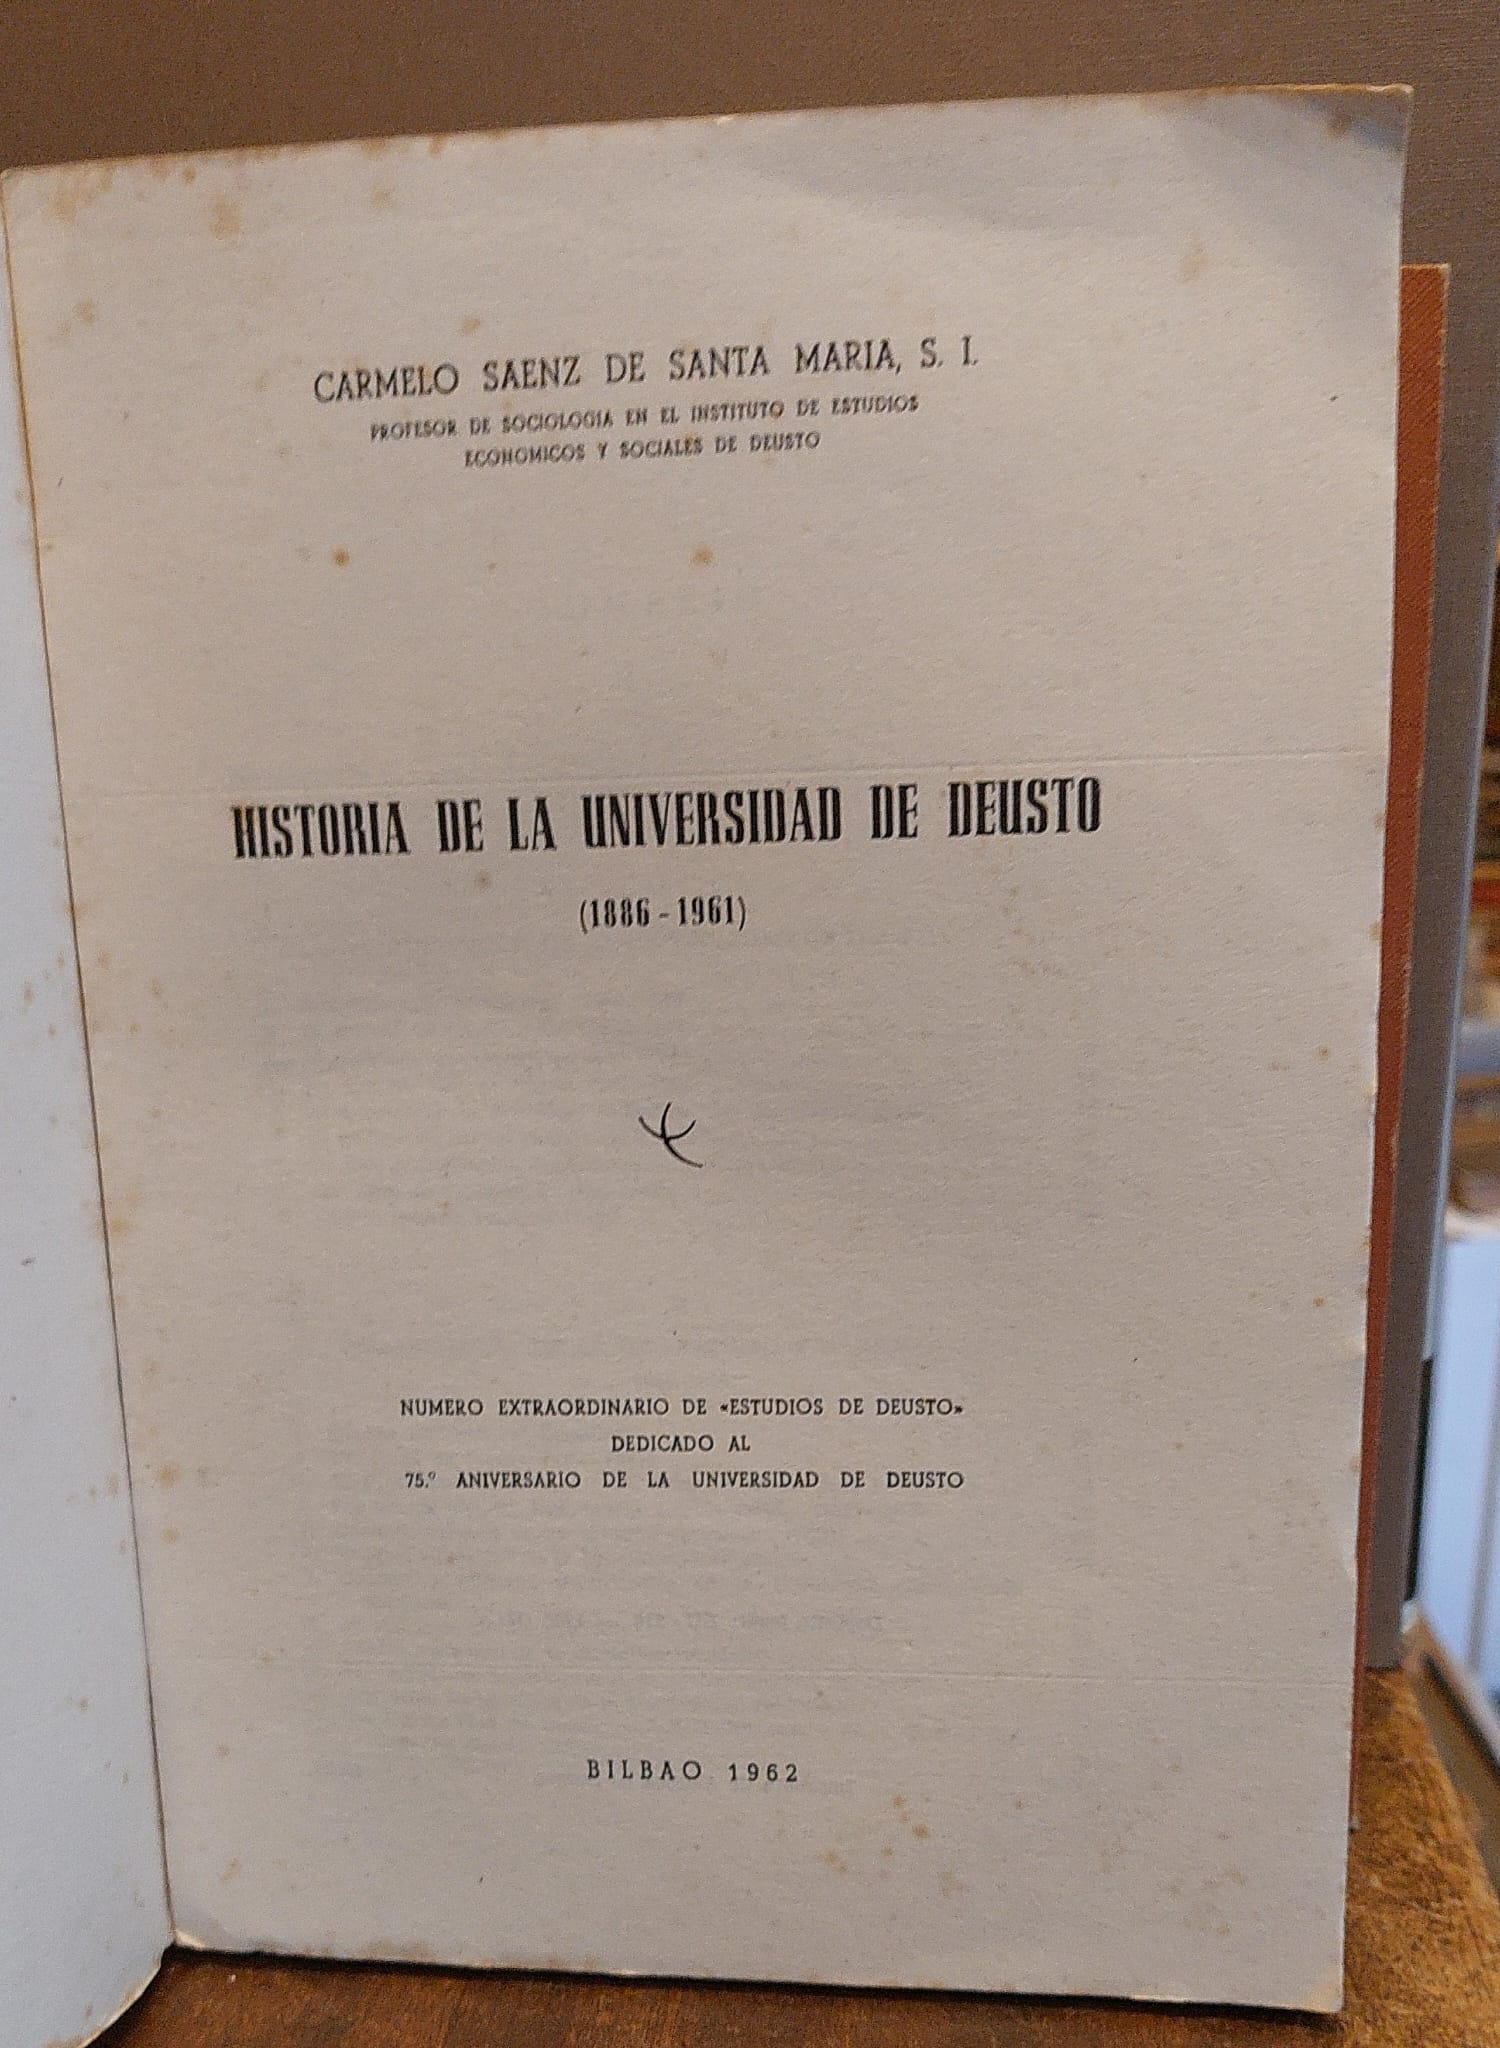 CARMELO SAENZ DE SANTA MARIA, S. I.
PROFESOR DE SOCIOLOGIA EN EL INSTITUTO DE ESTUDIOS
ECONOMICOS Y SOCIALES DE DEUSTO
HISTORIA DE LA UNIVERSIDAD DE DEUSTO
(1886-1961)
NUMERO EXTRAORDINARIO DE «ESTUDIOS DE DEUSTO»
DEDICADO AL
75.º ANIVERSARIO DE LA UNIVERSIDAD DE DEUSTO
BILBAO 1962